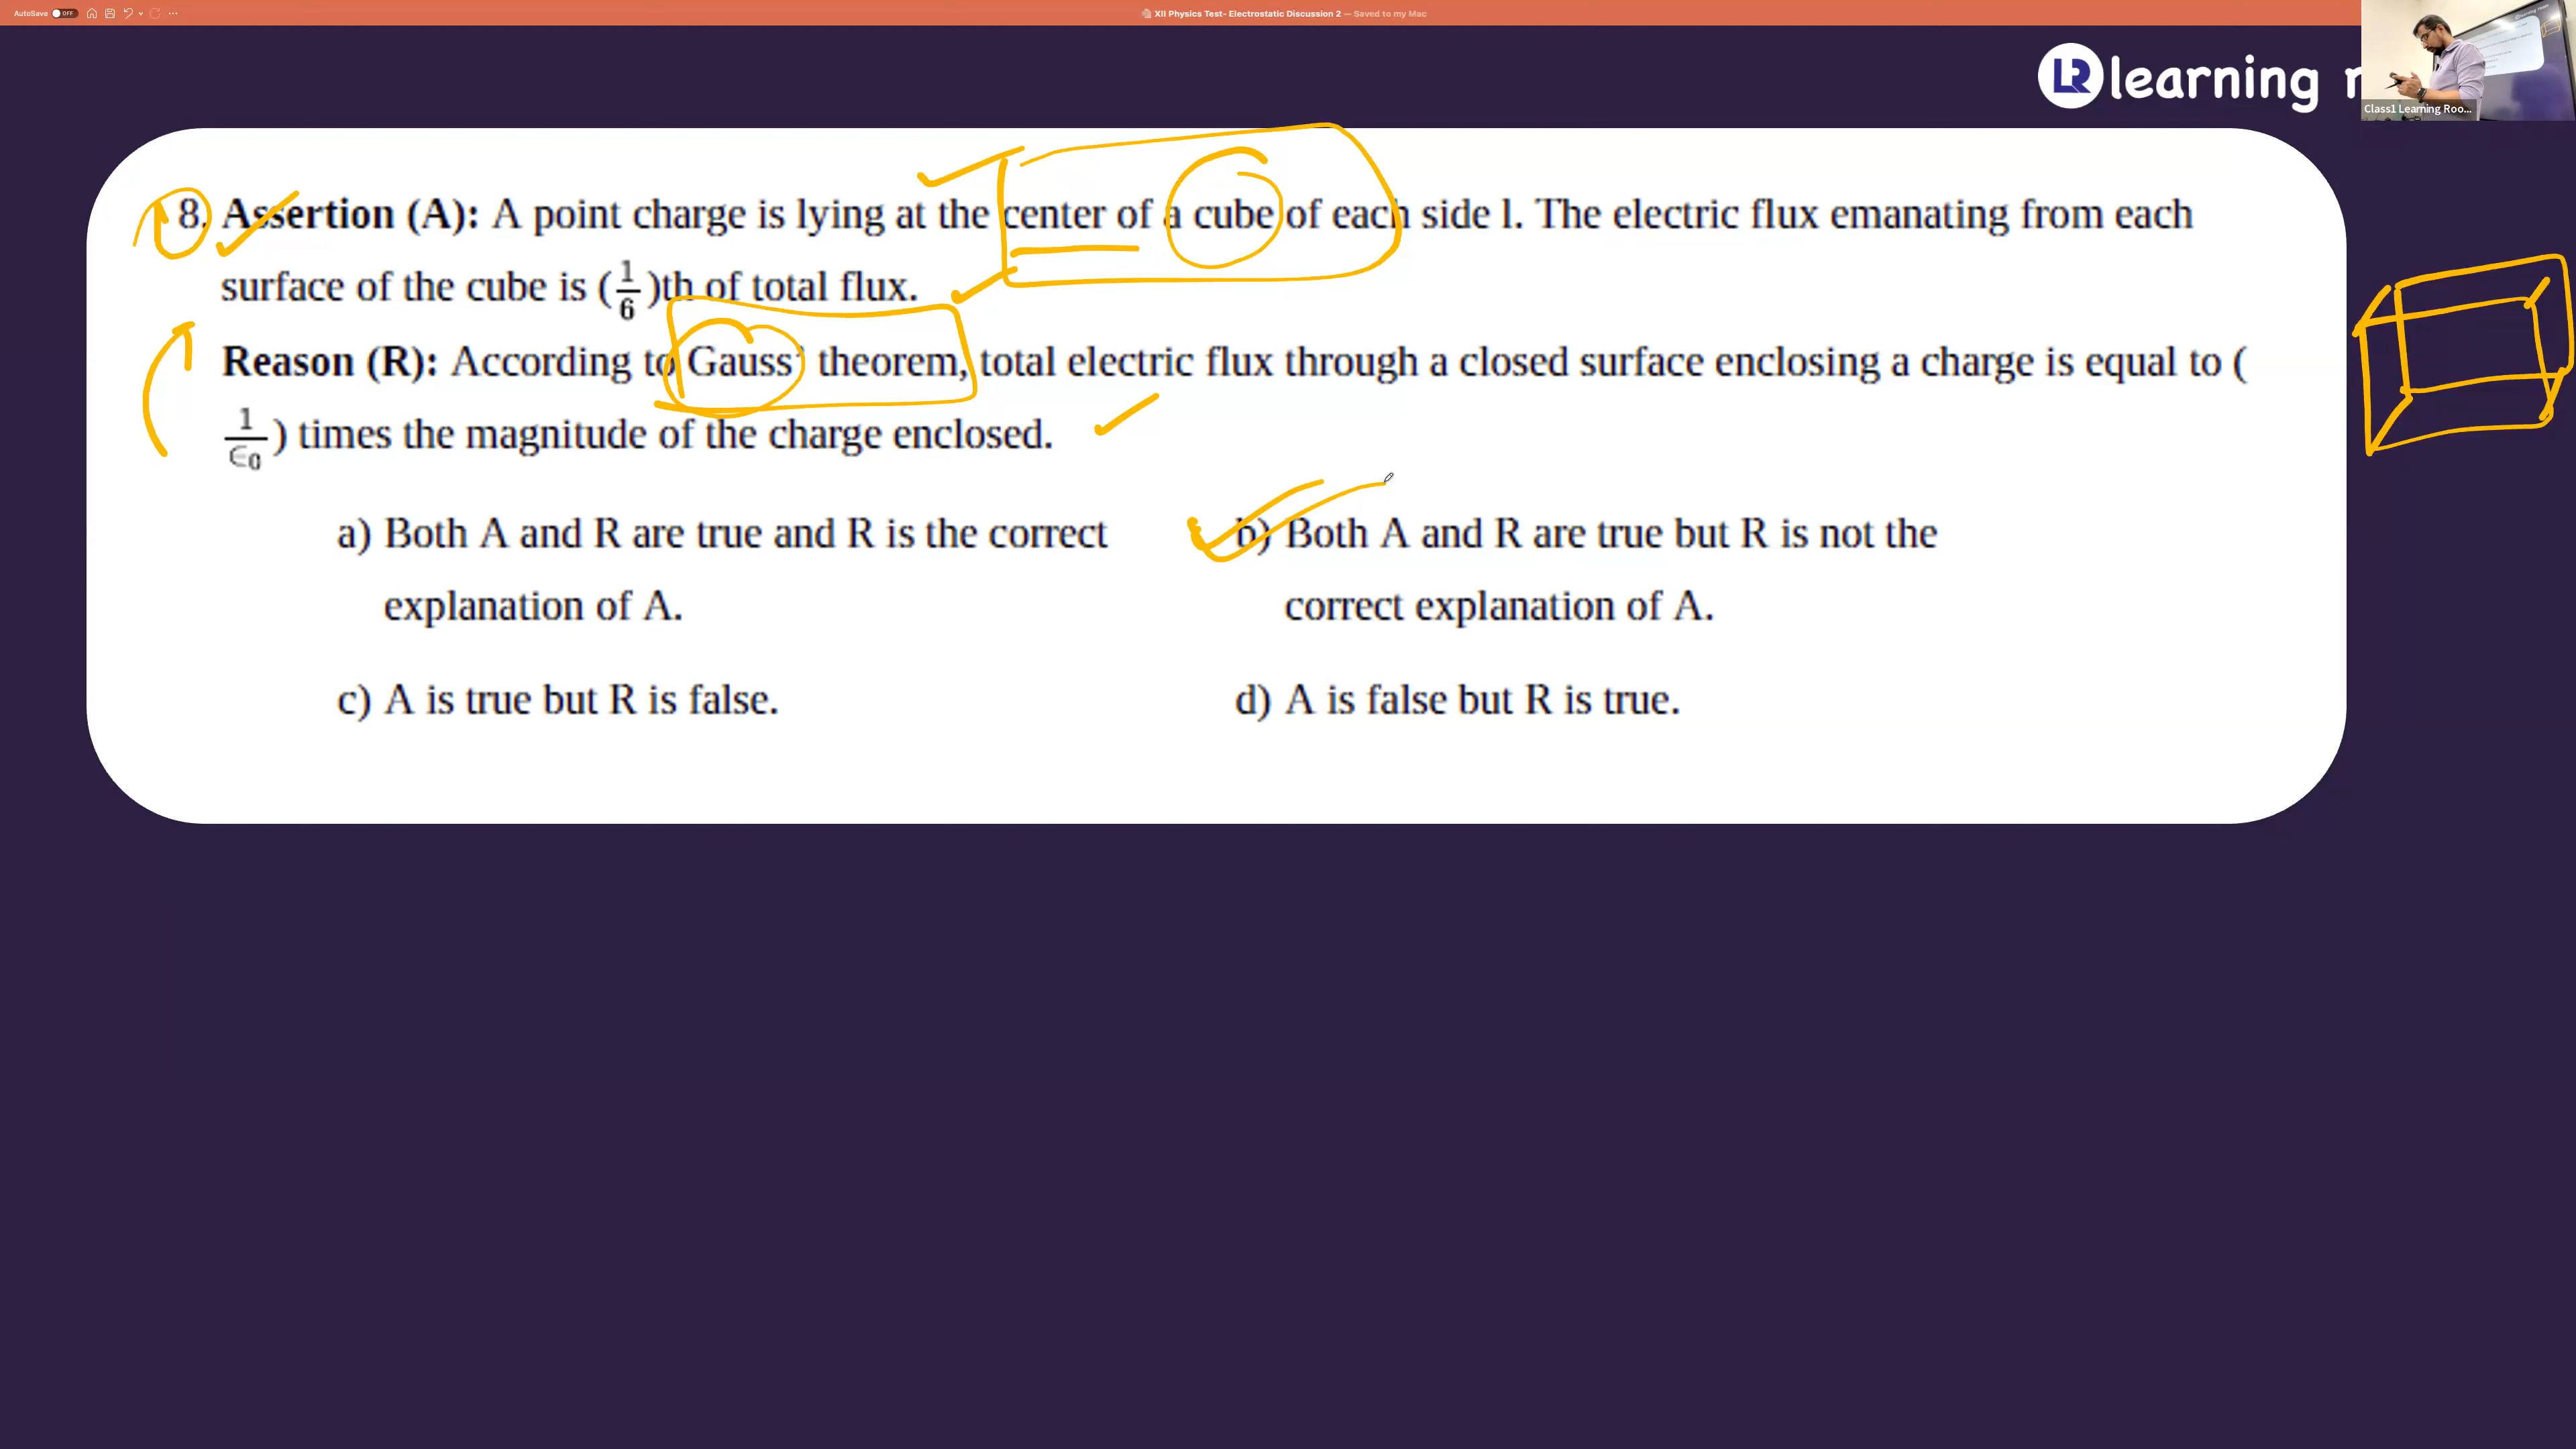 AutoSave OFF
XII Physics Test- Electrostatic Discussion 2 — Saved to my Mac
LR learning r
Class1 Learning Roo...
8. Assertion (A): A point charge is lying at the center of a cube of each side l. The electric flux emanating from each
surface of the cube is (1/6)th of total flux.
Reason (R): According to Gauss' theorem, total electric flux through a closed surface enclosing a charge is equal to (
1/∈0) times the magnitude of the charge enclosed.
a) Both A and R are true and R is the correct
explanation of A.
b) Both A and R are true but R is not the
correct explanation of A.
c) A is true but R is false.
d) A is false but R is true.